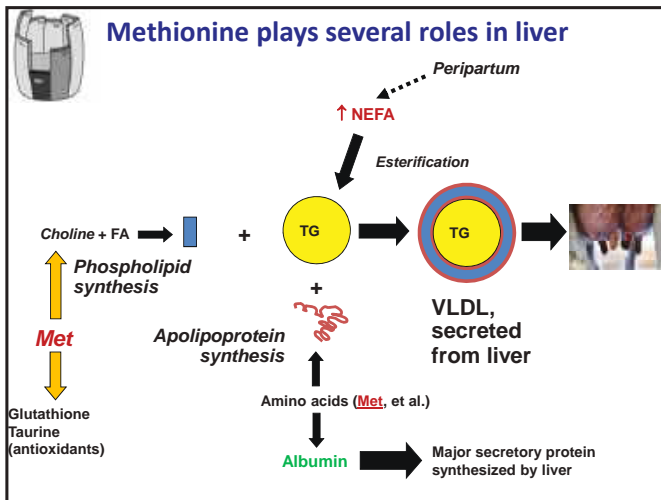 Methionine plays several roles in liver
Peripartum
↑ NEFA
Esterification
Choline + FA
+
TG
TG
Phospholipid
synthesis
+
VLDL,
secreted
from liver
Met
Apolipoprotein
synthesis
Amino acids (Met, et al.)
Glutathione
Taurine
(antioxidants)
Albumin
Major secretory protein
synthesized by liver